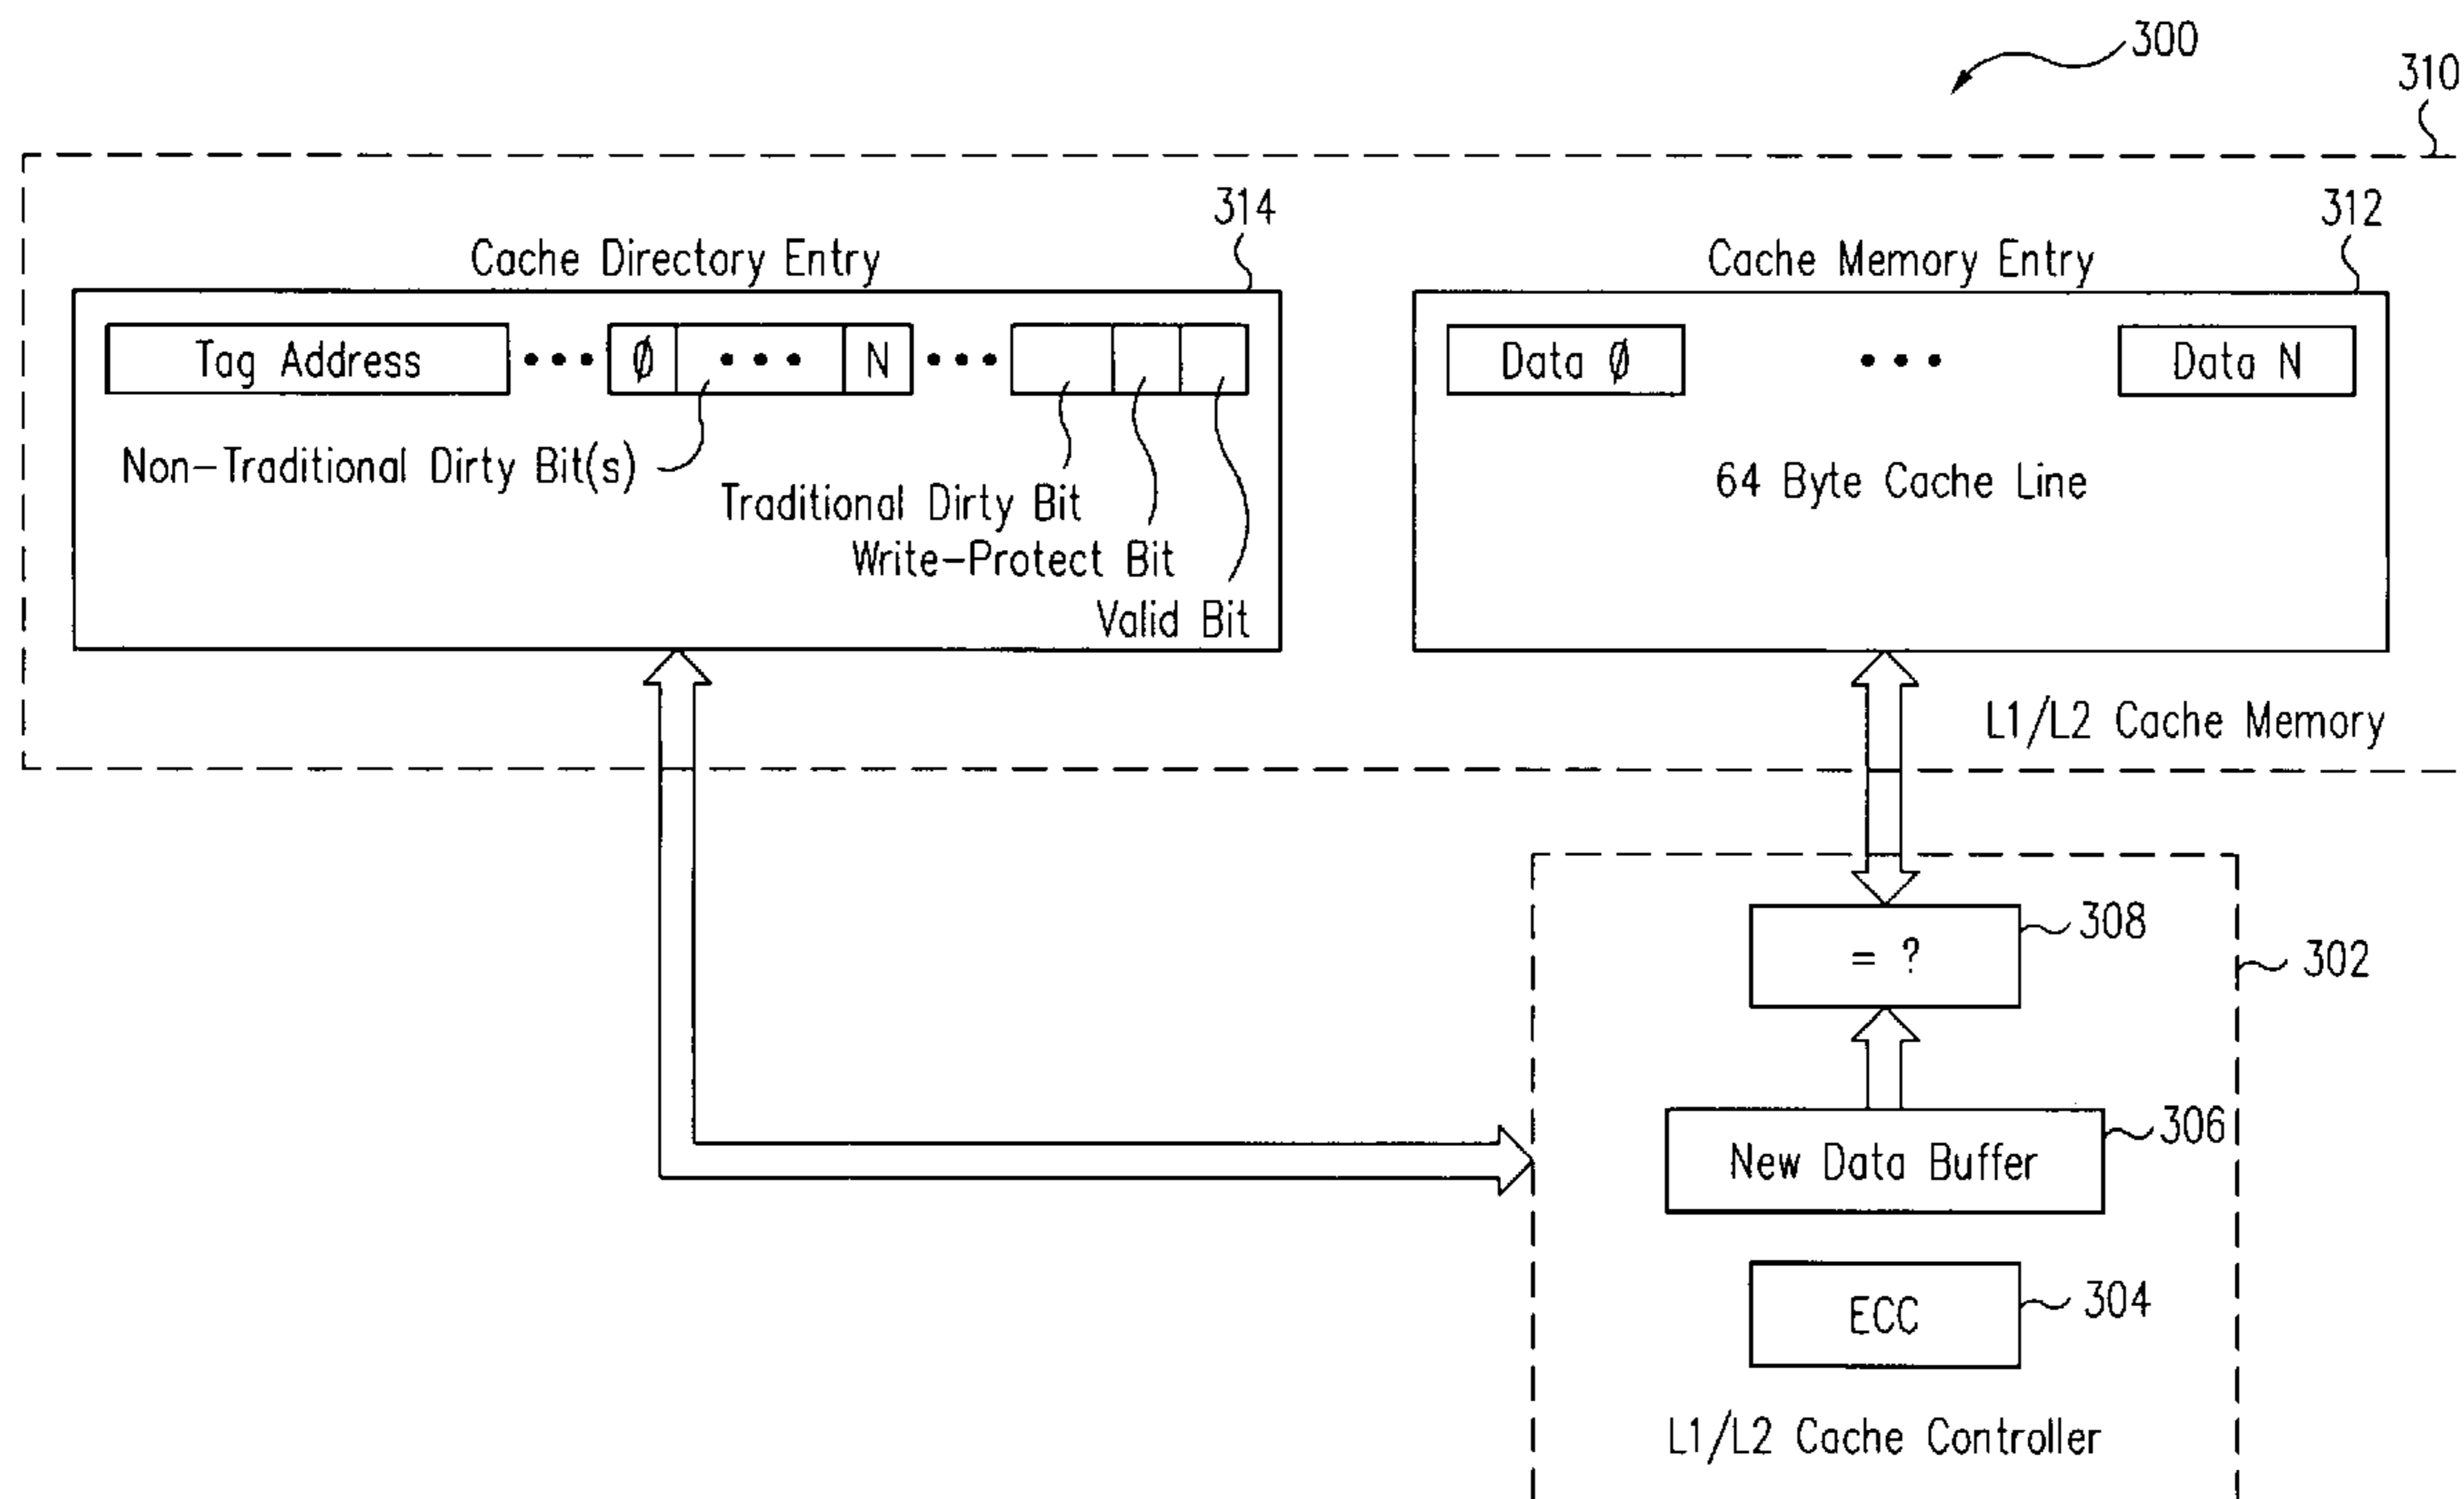 300
310
314
312
Cache Directory Entry
Cache Memory Entry
Tag Address ••• Ø ••• N •••
Data Ø ••• Data N
Non-Traditional Dirty Bit(s)
64 Byte Cache Line
Traditional Dirty Bit
Write-Protect Bit
Valid Bit
L1/L2 Cache Memory
308
= ?
302
306
New Data Buffer
304
ECC
L1/L2 Cache Controller